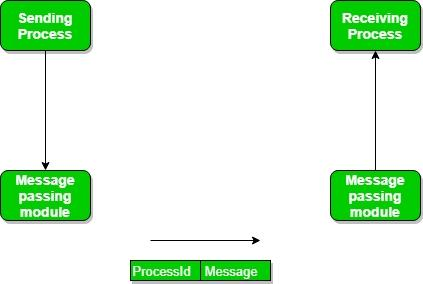 Sending
Process
Receiving
Process
Message
passing
module
Message
passing
module
ProcessId Message